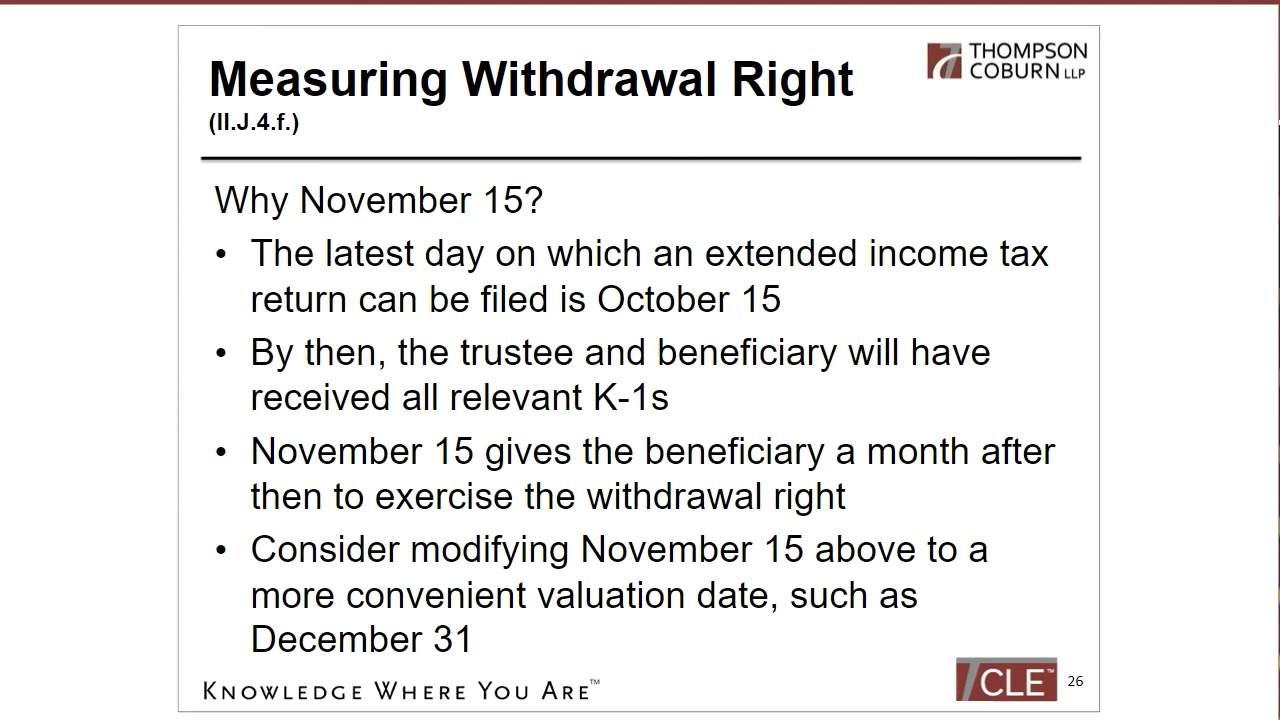 THOMPSON
COBURN LLP
Measuring Withdrawal Right
(II.J.4.f.)
Why November 15?
• The latest day on which an extended income tax
return can be filed is October 15
• By then, the trustee and beneficiary will have
received all relevant K-1s
• November 15 gives the beneficiary a month after
then to exercise the withdrawal right
• Consider modifying November 15 above to a
more convenient valuation date, such as
December 31
KNOWLEDGE WHERE YOU ARE™
CLE™
26